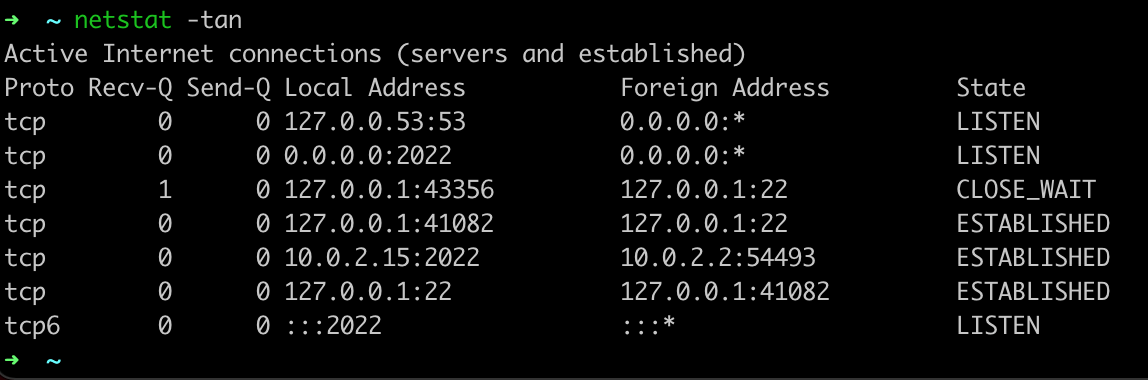 ➜  ~ netstat -tan
Active Internet connections (servers and established)
Proto Recv-Q Send-Q Local Address           Foreign Address         State
tcp        0      0 127.0.0.53:53           0.0.0.0:*               LISTEN
tcp        0      0 0.0.0.0:2022            0.0.0.0:*               LISTEN
tcp        1      0 127.0.0.1:43356         127.0.0.1:22            CLOSE_WAIT
tcp        0      0 127.0.0.1:41082         127.0.0.1:22            ESTABLISHED
tcp        0      0 10.0.2.15:2022          10.0.2.2:54493          ESTABLISHED
tcp        0      0 127.0.0.1:22            127.0.0.1:41082         ESTABLISHED
tcp6       0      0 :::2022                 :::*                    LISTEN
➜  ~